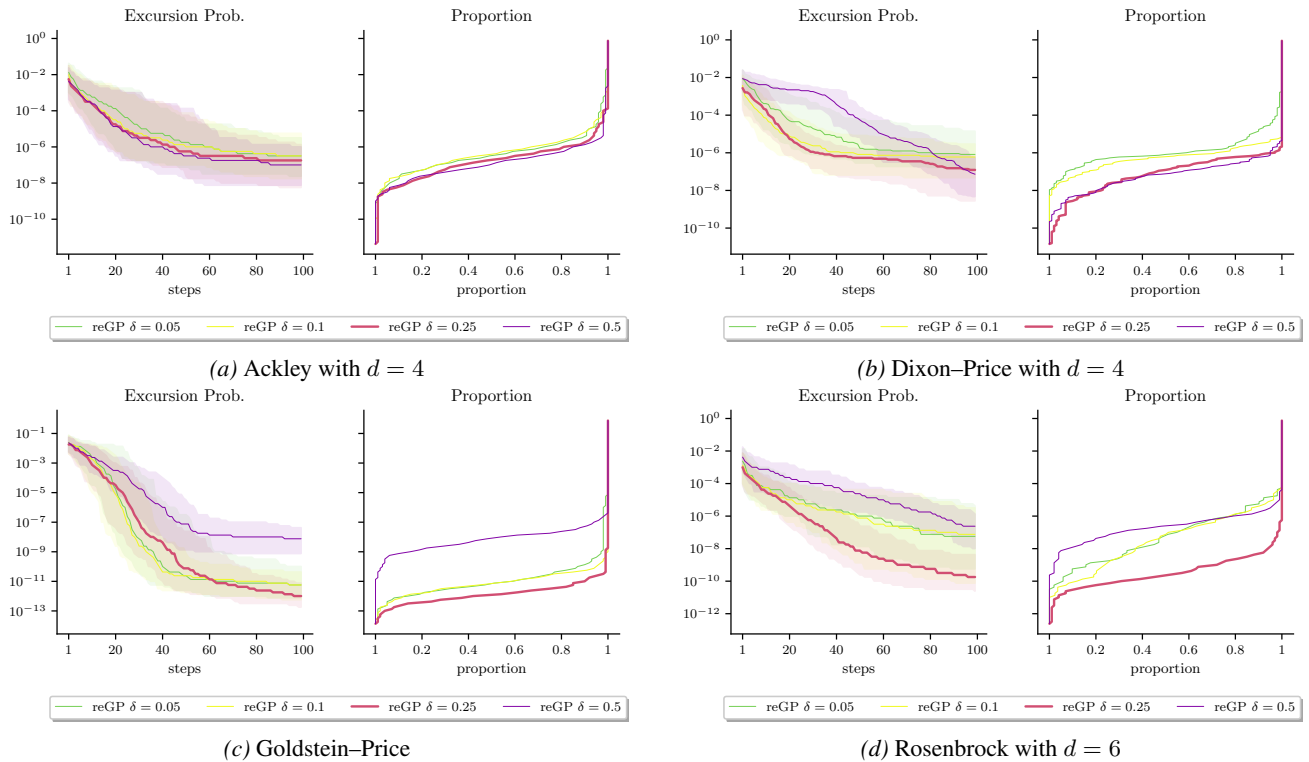 Excursion Prob.
Proportion
10^0
10^−2
10^−4
10^−6
10^−8
10^−10
1 20 40 60 80 100
steps
1 0.2 0.4 0.6 0.8 1
proportion
reGP δ = 0.05 reGP δ = 0.1 reGP δ = 0.25 reGP δ = 0.5
(a) Ackley with d = 4
Excursion Prob.
Proportion
10^0
10^−2
10^−4
10^−6
10^−8
10^−10
1 20 40 60 80 100
steps
1 0.2 0.4 0.6 0.8 1
proportion
reGP δ = 0.05 reGP δ = 0.1 reGP δ = 0.25 reGP δ = 0.5
(b) Dixon–Price with d = 4
Excursion Prob.
Proportion
10^−1
10^−3
10^−5
10^−7
10^−9
10^−11
10^−13
1 20 40 60 80 100
steps
1 0.2 0.4 0.6 0.8 1
proportion
reGP δ = 0.05 reGP δ = 0.1 reGP δ = 0.25 reGP δ = 0.5
(c) Goldstein–Price
Excursion Prob.
Proportion
10^0
10^−2
10^−4
10^−6
10^−8
10^−10
10^−12
1 20 40 60 80 100
steps
1 0.2 0.4 0.6 0.8 1
proportion
reGP δ = 0.05 reGP δ = 0.1 reGP δ = 0.25 reGP δ = 0.5
(d) Rosenbrock with d = 6